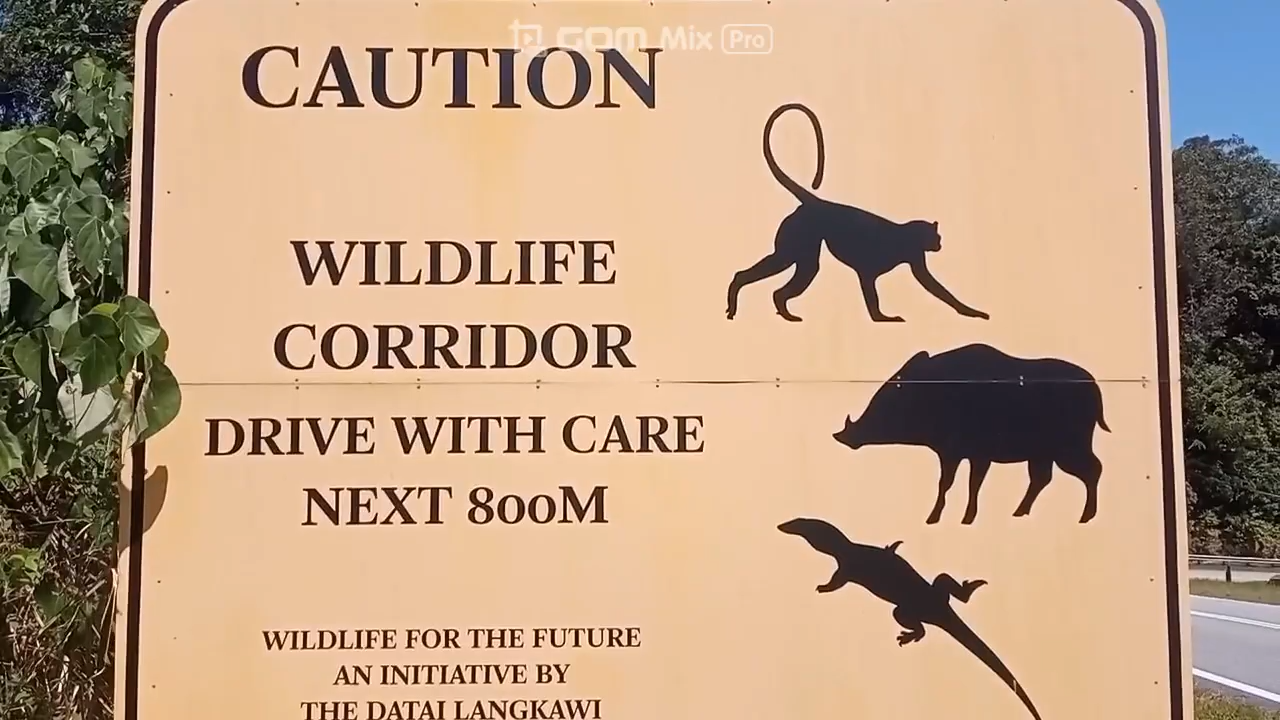 GOM Mix Pro
CAUTION
WILDLIFE
CORRIDOR
DRIVE WITH CARE
NEXT 800M
WILDLIFE FOR THE FUTURE
AN INITIATIVE BY
THE DATAI LANGKAWI